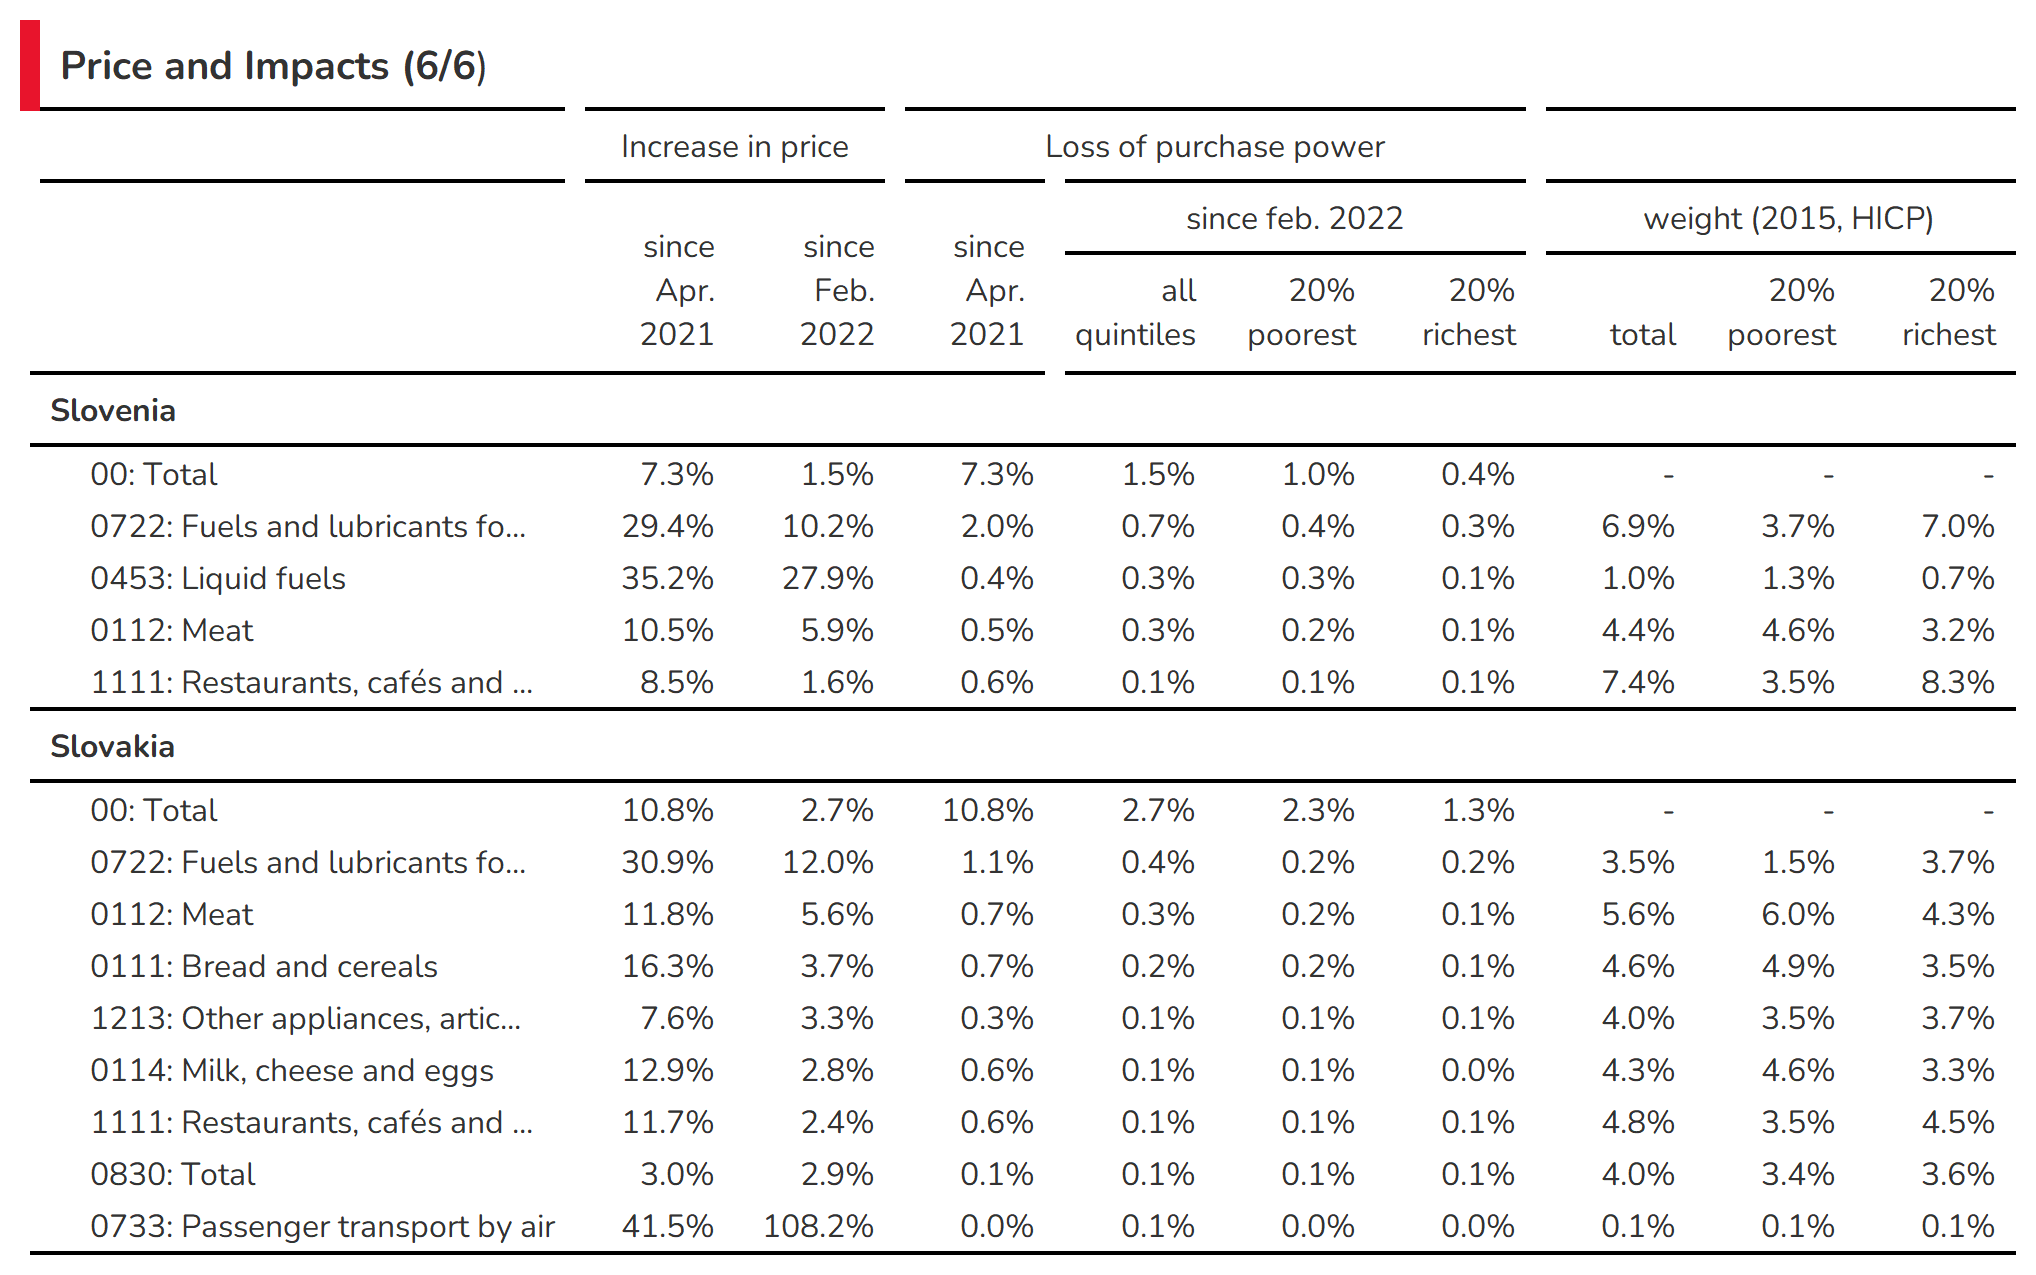 Price and Impacts (6/6)
Increase in price Loss of purchase power
since feb. 2022 weight (2015, HICP)
since since since
Apr. Feb. Apr. all 20% 20% 20% 20%
2021 2022 2021 quintiles poorest richest total poorest richest
Slovenia
00: Total 7.3% 1.5% 7.3% 1.5% 1.0% 0.4% - - -
0722: Fuels and lubricants fo... 29.4% 10.2% 2.0% 0.7% 0.4% 0.3% 6.9% 3.7% 7.0%
0453: Liquid fuels 35.2% 27.9% 0.4% 0.3% 0.3% 0.1% 1.0% 1.3% 0.7%
0112: Meat 10.5% 5.9% 0.5% 0.3% 0.2% 0.1% 4.4% 4.6% 3.2%
1111: Restaurants, cafés and ... 8.5% 1.6% 0.6% 0.1% 0.1% 0.1% 7.4% 3.5% 8.3%
Slovakia
00: Total 10.8% 2.7% 10.8% 2.7% 2.3% 1.3% - - -
0722: Fuels and lubricants fo... 30.9% 12.0% 1.1% 0.4% 0.2% 0.2% 3.5% 1.5% 3.7%
0112: Meat 11.8% 5.6% 0.7% 0.3% 0.2% 0.1% 5.6% 6.0% 4.3%
0111: Bread and cereals 16.3% 3.7% 0.7% 0.2% 0.2% 0.1% 4.6% 4.9% 3.5%
1213: Other appliances, artic... 7.6% 3.3% 0.3% 0.1% 0.1% 0.1% 4.0% 3.5% 3.7%
0114: Milk, cheese and eggs 12.9% 2.8% 0.6% 0.1% 0.1% 0.0% 4.3% 4.6% 3.3%
1111: Restaurants, cafés and ... 11.7% 2.4% 0.6% 0.1% 0.1% 0.1% 4.8% 3.5% 4.5%
0830: Total 3.0% 2.9% 0.1% 0.1% 0.1% 0.1% 4.0% 3.4% 3.6%
0733: Passenger transport by air 41.5% 108.2% 0.0% 0.1% 0.0% 0.0% 0.1% 0.1% 0.1%